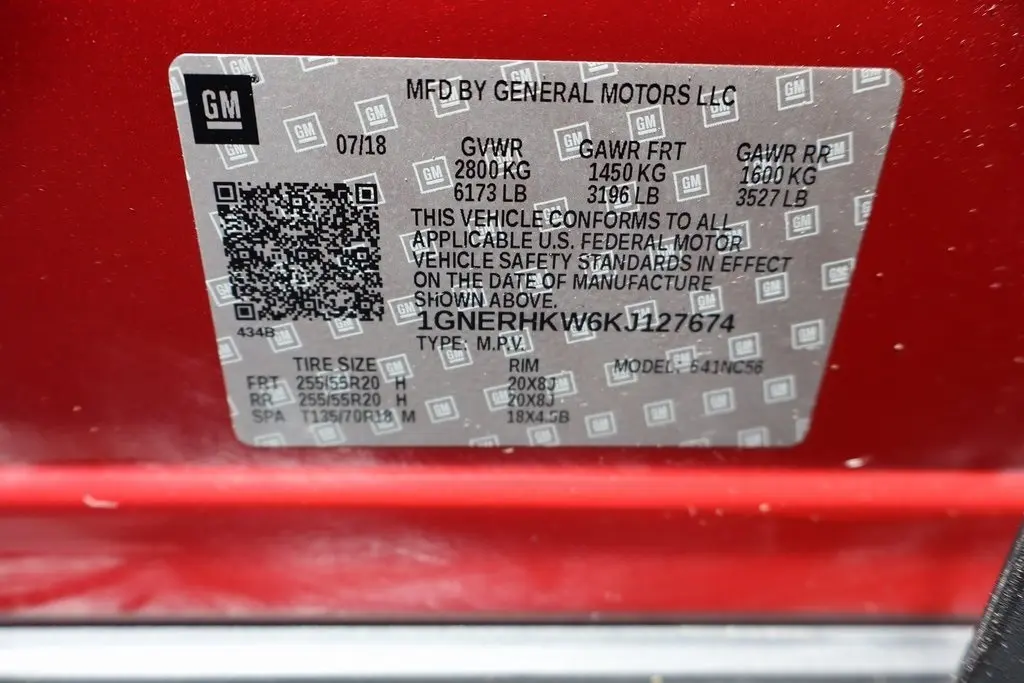 GM
MFD BY GENERAL MOTORS LLC
07/18 GVWR GAWR FRT GAWR RR
2800 KG 1450 KG 1600 KG
6173 LB 3196 LB 3527 LB
THIS VEHICLE CONFORMS TO ALL
APPLICABLE U.S. FEDERAL MOTOR
VEHICLE SAFETY STANDARDS IN EFFECT
ON THE DATE OF MANUFACTURE
SHOWN ABOVE.
434B
1GNERHKW6KJ127674
TYPE: M.P.V.
TIRE SIZE RIM MODEL:
FRT 255/55R20 H 20X8J
RR 255/55R20 H 20X8J
SPA T135/70R18 M 18X4.5B